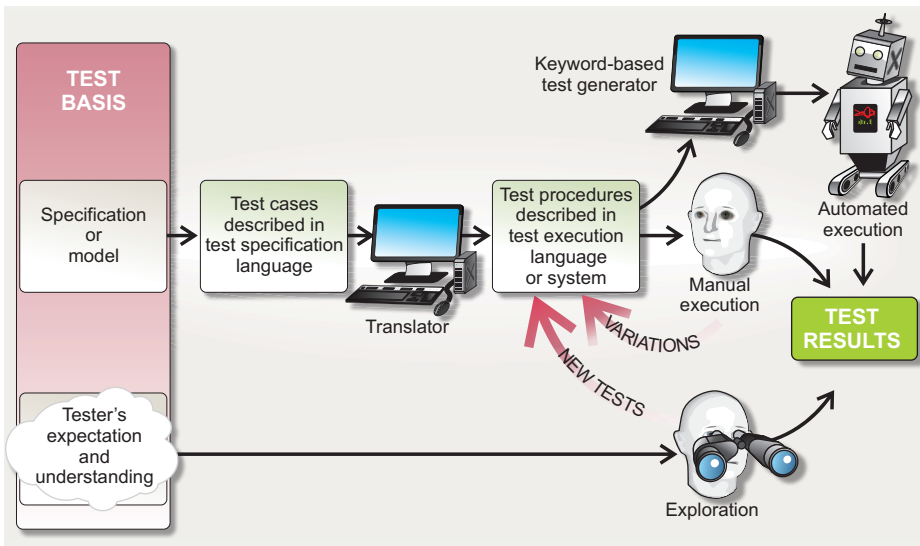 TEST
BASIS
Specification
or
model
Tester's
expectation
and
understanding
Test cases
described in
test specification
language
Translator
Test procedures
described in
test execution
language
or system
Keyword-based
test generator
Automated
execution
Manual
execution
VARIATIONS
NEW TESTS
Exploration
TEST
RESULTS